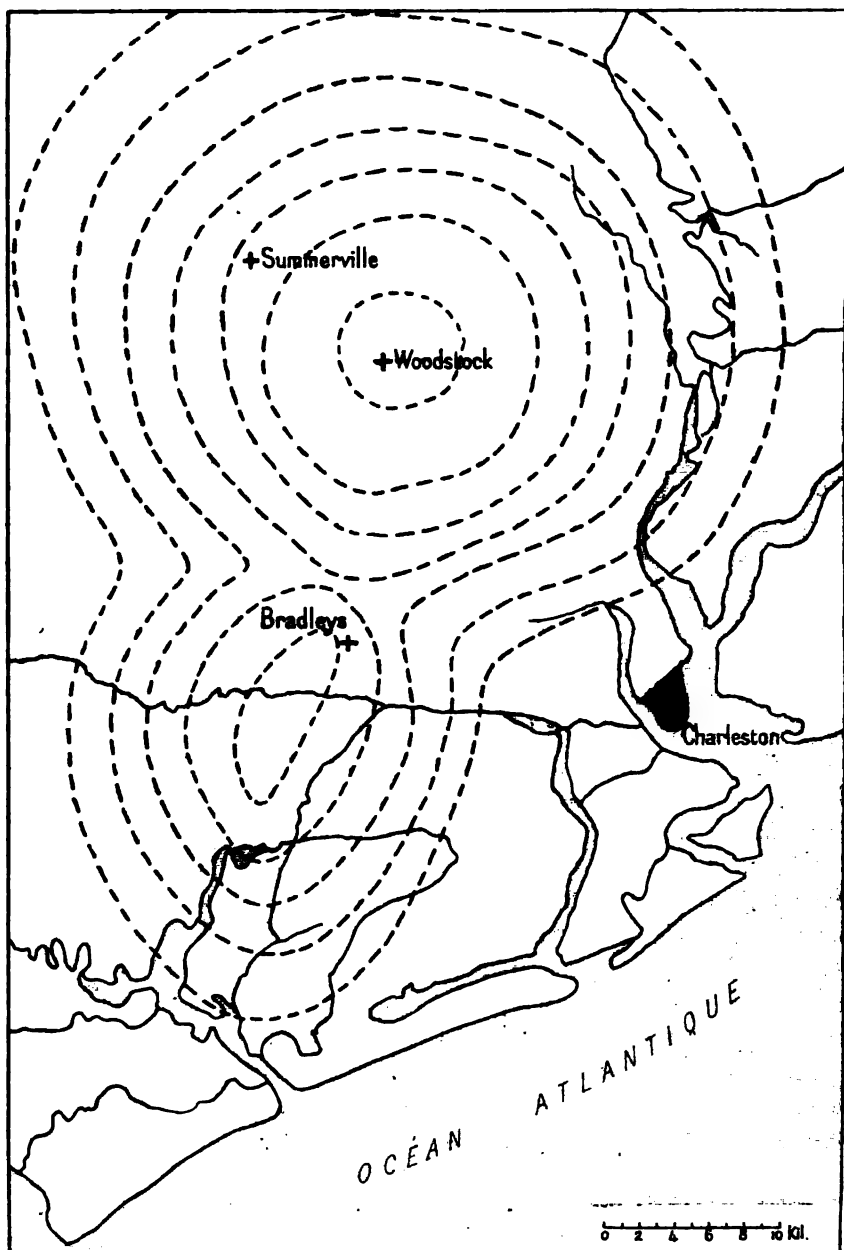 Summerville
Woodstock
Bradleys
Charleston
OCÉAN ATLANTIQUE
0 2 4 6 8 10 Kil.